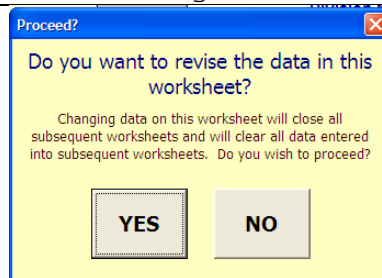 Proceed?
Do you want to revise the data in this
worksheet?
Changing data on this worksheet will close all
subsequent worksheets and will clear all data entered
into subsequent worksheets. Do you wish to proceed?
YES
NO